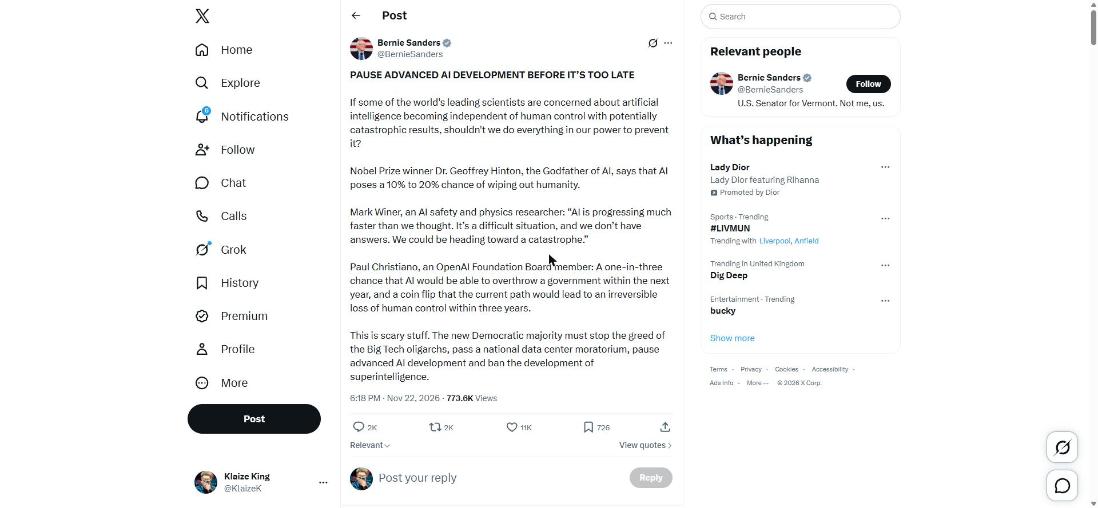 Post
Search
Home
Explore
6
Notifications
Follow
Chat
Calls
Grok
History
Premium
Profile
More
Post
Klaize King
@KlaizeK
Bernie Sanders
@BernieSanders
PAUSE ADVANCED AI DEVELOPMENT BEFORE IT'S TOO LATE
If some of the world's leading scientists are concerned about artificial
intelligence becoming independent of human control with potentially
catastrophic results, shouldn't we do everything in our power to prevent
it?
Nobel Prize winner Dr. Geoffrey Hinton, the Godfather of AI, says that AI
poses a 10% to 20% chance of wiping out humanity.
Mark Winer, an AI safety and physics researcher: "AI is progressing much
faster than we thought. It's a difficult situation, and we don't have
answers. We could be heading toward a catastrophe."
Paul Christiano, an OpenAI Foundation Board member: A one-in-three
chance that AI would be able to overthrow a government within the next
year, and a coin flip that the current path would lead to an irreversible
loss of human control within three years.
This is scary stuff. The new Democratic majority must stop the greed of
the Big Tech oligarchs, pass a national data center moratorium, pause
advanced AI development and ban the development of
superintelligence.
6:18 PM · Nov 22, 2026 · 773.6K Views
2K 2K 11K 726
Relevant View quotes
Post your reply Reply
Relevant people
Bernie Sanders
@BernieSanders
Follow
U.S. Senator for Vermont. Not me, us.
What's happening
Lady Dior
Lady Dior featuring Rihanna
Promoted by Dior
Sports · Trending
#LIVMUN
Trending with Liverpool, Anfield
Trending in United Kingdom
Dig Deep
Entertainment · Trending
bucky
Show more
Terms · Privacy · Cookies · Accessibility ·
Ads Info · More ··· © 2026 X Corp.